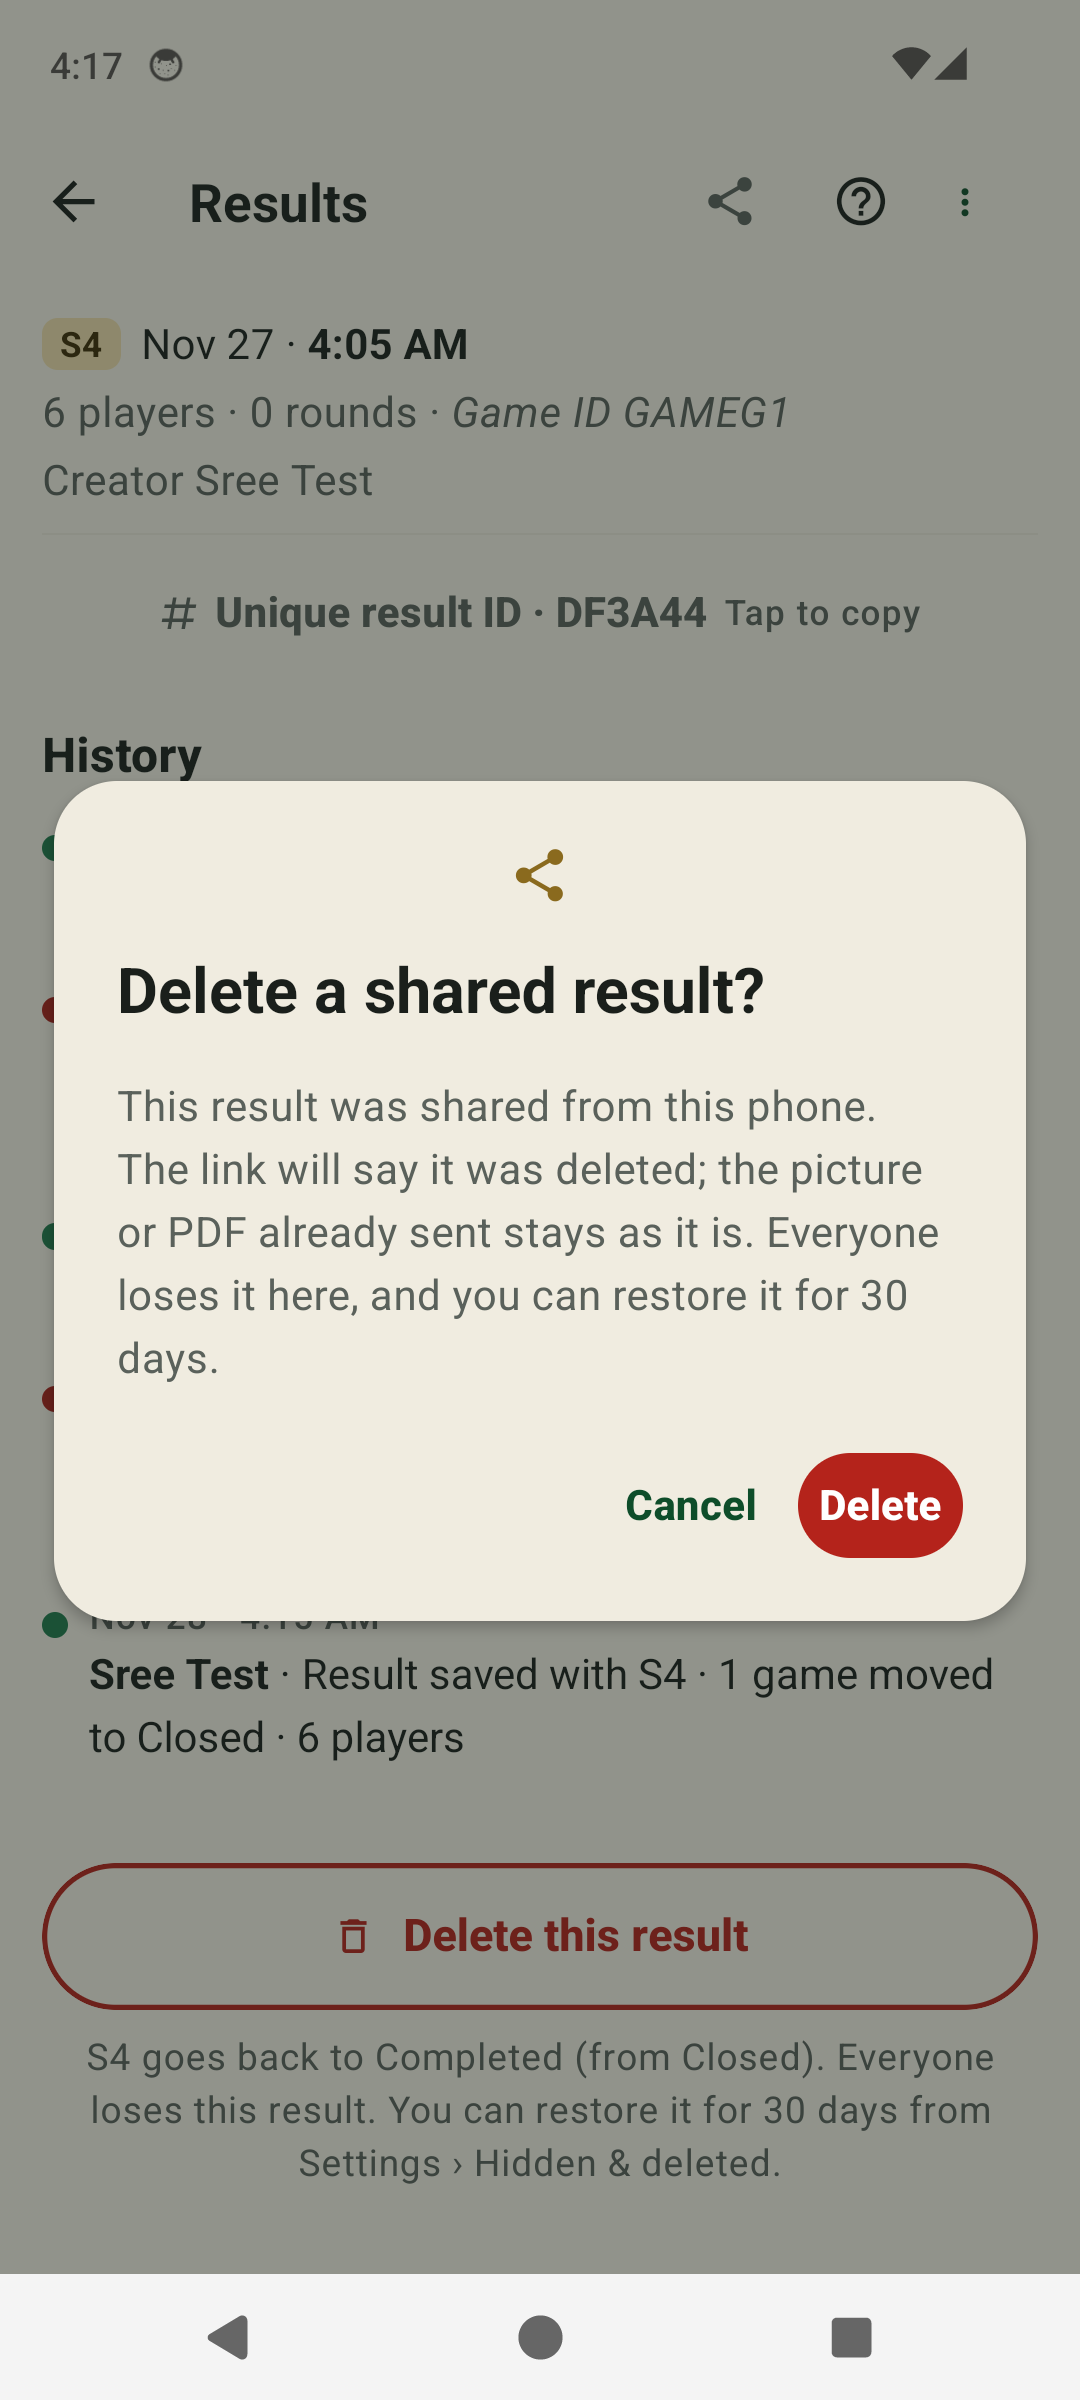 4:17
Results
S4 Nov 27 · 4:05 AM
6 players · 0 rounds · Game ID GAMEG1
Creator Sree Test
# Unique result ID · DF3A44 Tap to copy
History
Delete a shared result?
This result was shared from this phone.
The link will say it was deleted; the picture
or PDF already sent stays as it is. Everyone
loses it here, and you can restore it for 30
days.
Cancel Delete
Sree Test · Result saved with S4 · 1 game moved
to Closed · 6 players
Delete this result
S4 goes back to Completed (from Closed). Everyone
loses this result. You can restore it for 30 days from
Settings › Hidden & deleted.